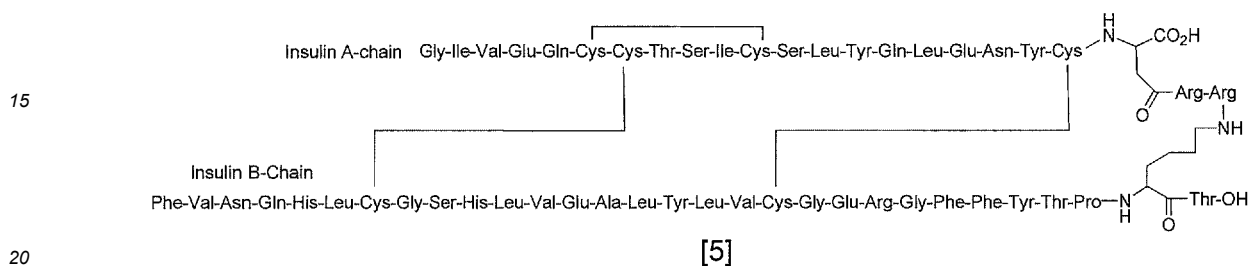 Insulin A-chain Gly-Ile-Val-Glu-Gln-Cys-Cys-Thr-Ser-Ile-Cys-Ser-Leu-Tyr-Gln-Leu-Glu-Asn-Tyr-Cys
H
N
CO2H
15
O
Arg-Arg
NH
Insulin B-Chain
Phe-Val-Asn-Gln-His-Leu-Cys-Gly-Ser-His-Leu-Val-Glu-Ala-Leu-Tyr-Leu-Val-Cys-Gly-Glu-Arg-Gly-Phe-Phe-Tyr-Thr-Pro
N
H
Thr-OH
O
20
[5]